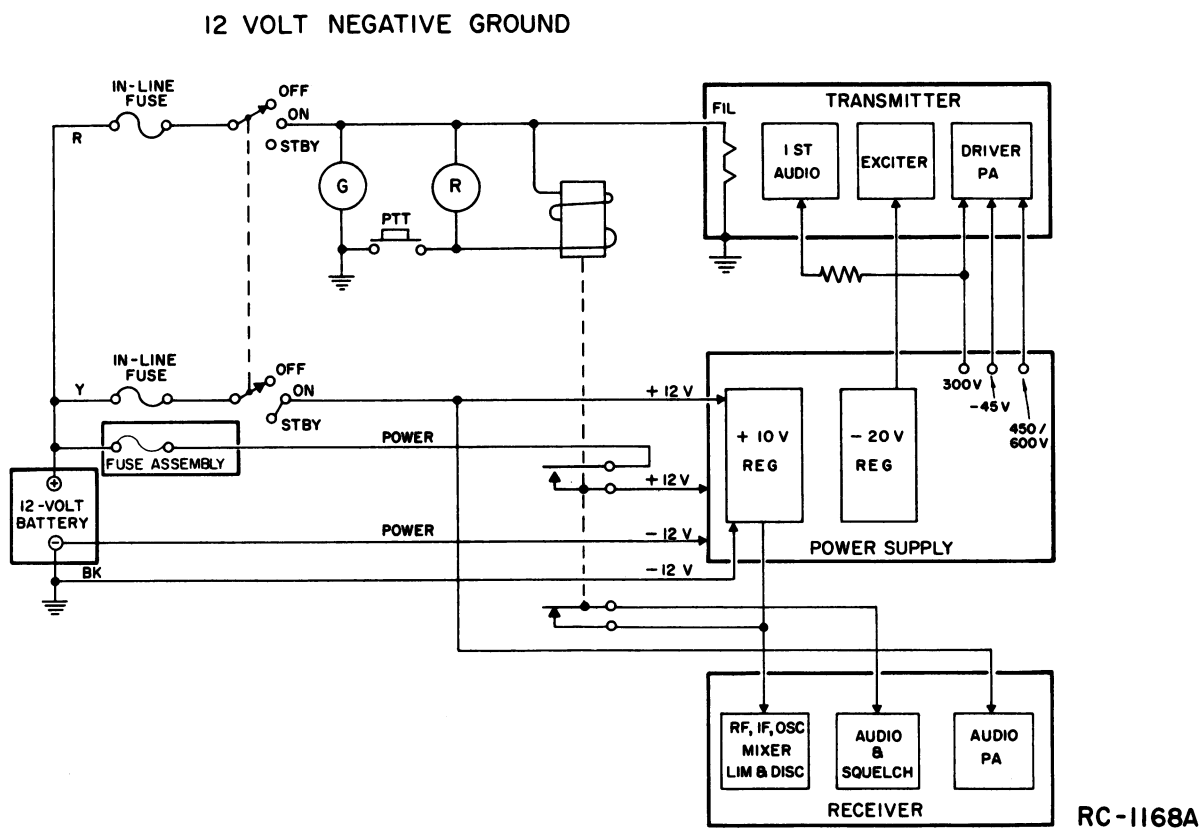 12 VOLT NEGATIVE GROUND
IN-LINE
FUSE
OFF
ON
STBY
R
G
R
PTT
FIL
TRANSMITTER
1 ST
AUDIO
EXCITER
DRIVER
PA
IN-LINE
FUSE
OFF
ON
STBY
Y
FUSE ASSEMBLY
POWER
+12 V
+12 V
300V
-45V
450/
600V
+ 10 V
REG
- 20 V
REG
POWER SUPPLY
12-VOLT
BATTERY
+
-
POWER
-12 V
BK
-12 V
RF, IF, OSC
MIXER
LIM & DISC
AUDIO
&
SQUELCH
AUDIO
PA
RECEIVER
RC-1168A